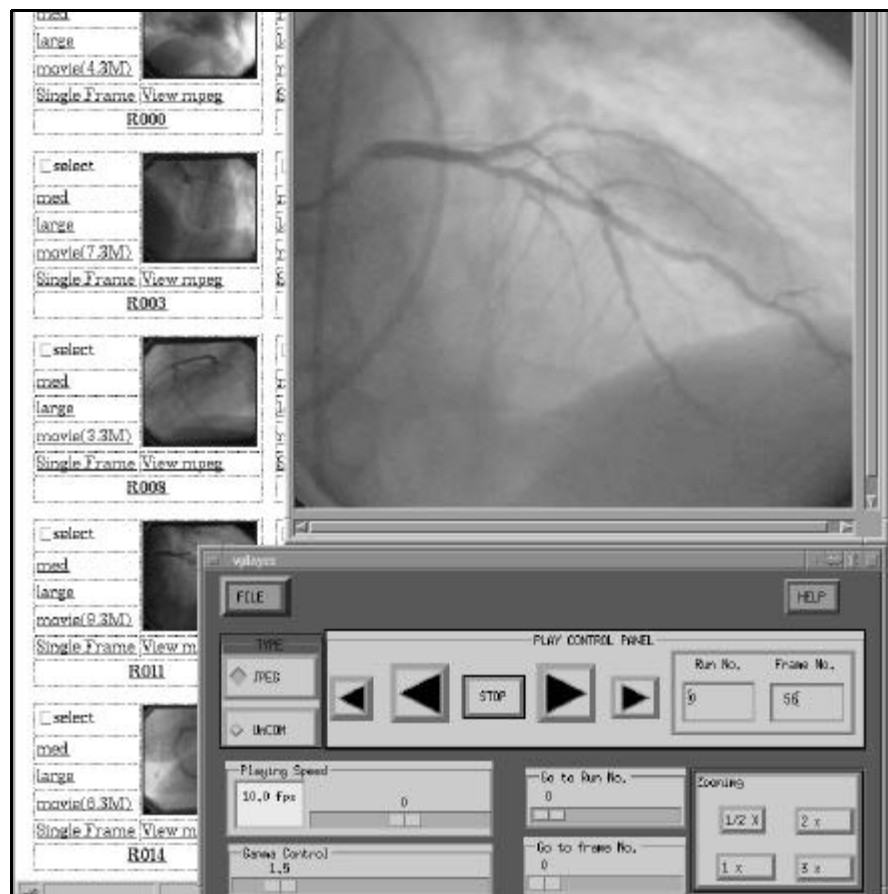 med
large
movie(4.3M)
Single Frame View mpeg
R000
select
med
large
movie(7.3M)
Single Frame View mpeg
R003
select
med
large
movie(3.3M)
Single Frame View mpeg
R008
select
med
large
movie(9.3M)
Single Frame View m
R011
select
med
large
movie(6.3M)
Single Frame View m
R014
vplayer
FILE
HELP
TYPE
JPEG
UnCOM
PLAY CONTROL PANEL
STOP
Run No. Frame No.
9 56
Playing Speed
10.0 fps
0
Gamma Control
1.5
Go to Run No.
0
Go to frame No.
0
Zooming
1/2 X 2 x
1 x 3 x